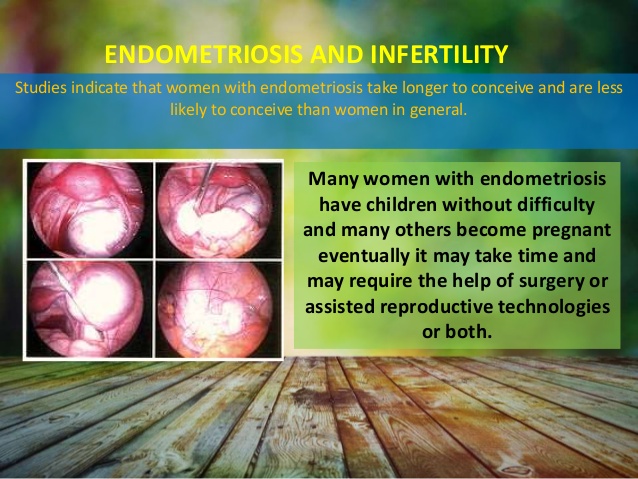 ENDOMETRIOSIS AND INFERTILITY
Studies indicate that women with endometriosis take longer to conceive and are less
likely to conceive than women in general.
Many women with endometriosis
have children without difficulty
and many others become pregnant
eventually it may take time and
may require the help of surgery or
assisted reproductive technologies
or both.